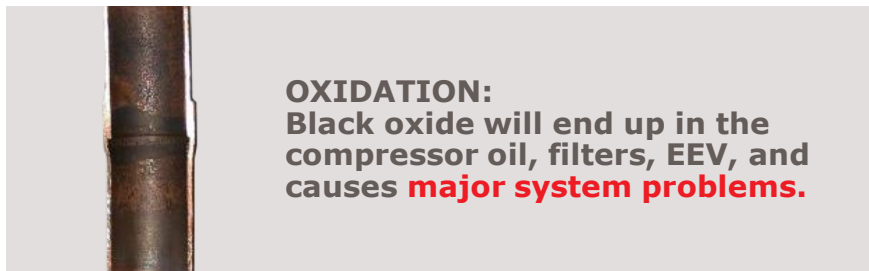 OXIDATION:
Black oxide will end up in the
compressor oil, filters, EEV, and
causes major system problems.